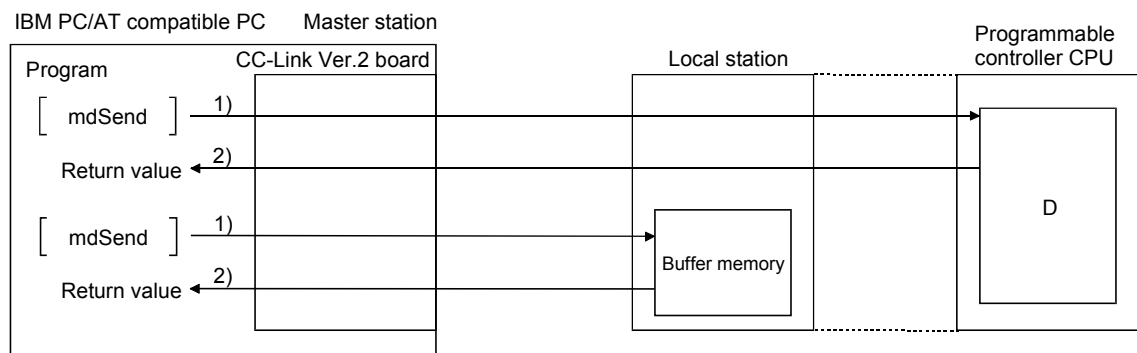 IBM PC/AT compatible PC
Master station
Programmable
controller CPU
Program
CC-Link Ver.2 board
Local station
[ mdSend ]
1)
Return value
2)
D
[ mdSend ]
1)
Buffer memory
Return value
2)